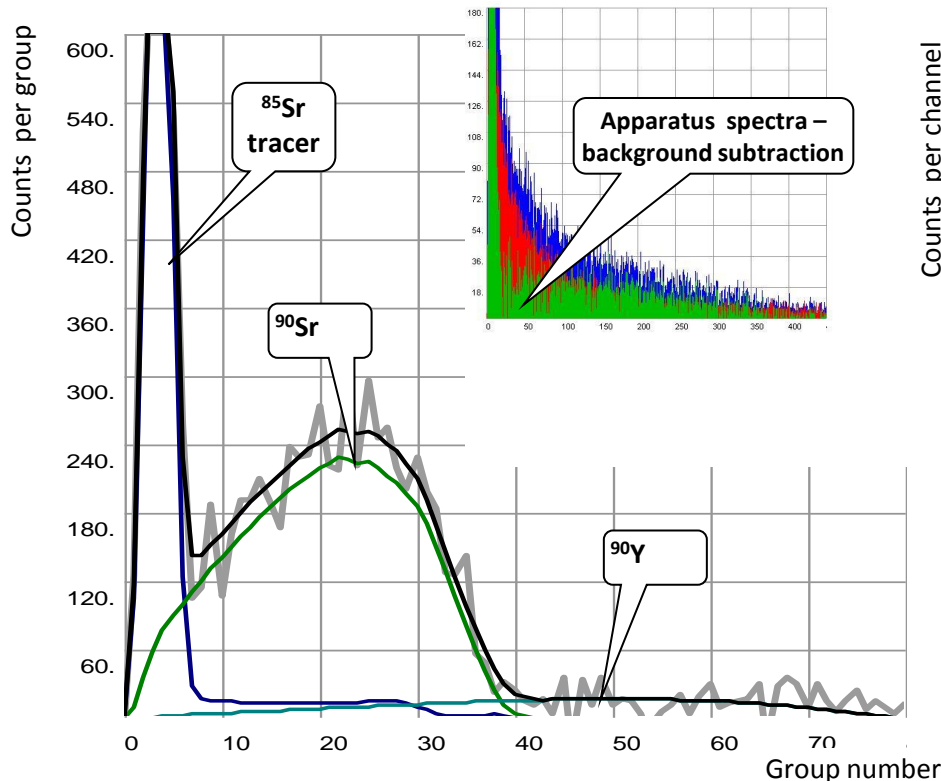 Counts per group
600.
540.
480.
420.
360.
300.
240.
180.
120.
60.
0 10 20 30 40 50 60 70
Group number
⁸⁵Sr
tracer
⁹⁰Sr
⁹⁰Y
180.
162.
144.
126.
108.
90.
72.
54.
36.
18.
0 50 100 150 200 250 300 350 400
Apparatus spectra –
background subtraction
Counts per channel